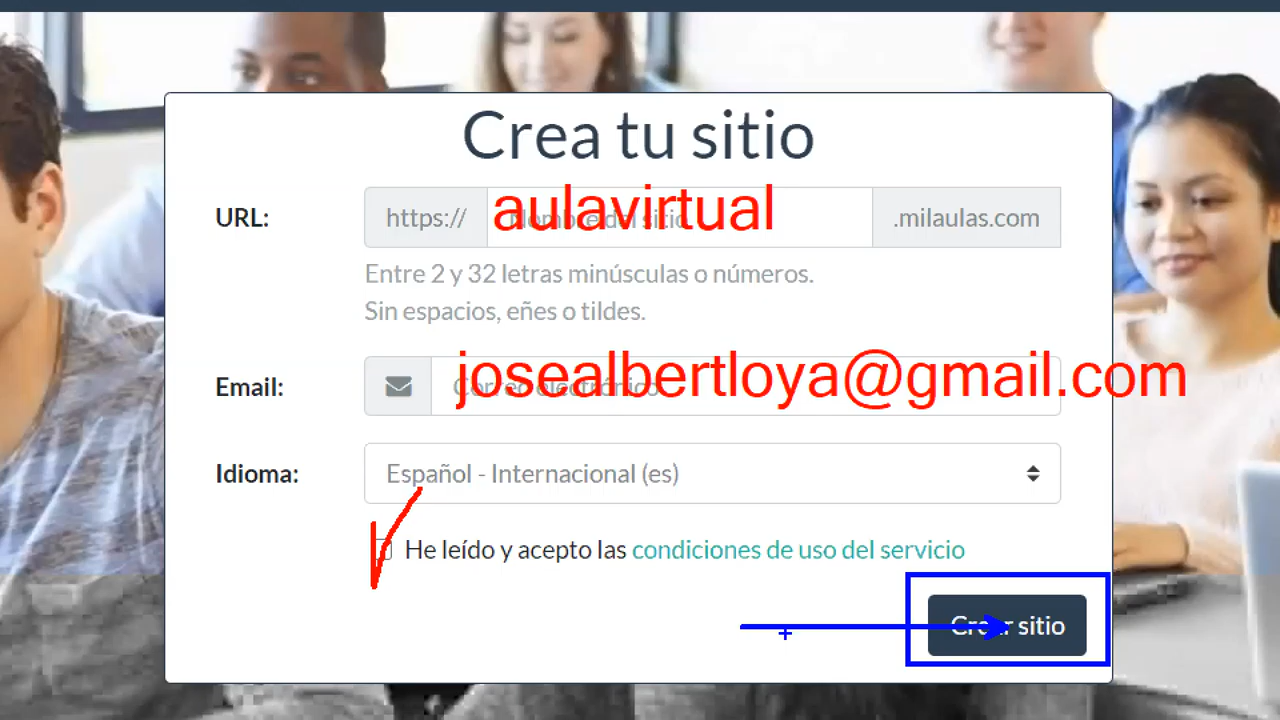 Crea tu sitio
URL: https:// aulavirtual .milaulas.com
Entre 2 y 32 letras minúsculas o números.
Sin espacios, eñes o tildes.
Email: josealbertloya@gmail.com
Idioma: Español - Internacional (es)
He leído y acepto las condiciones de uso del servicio
Crear sitio